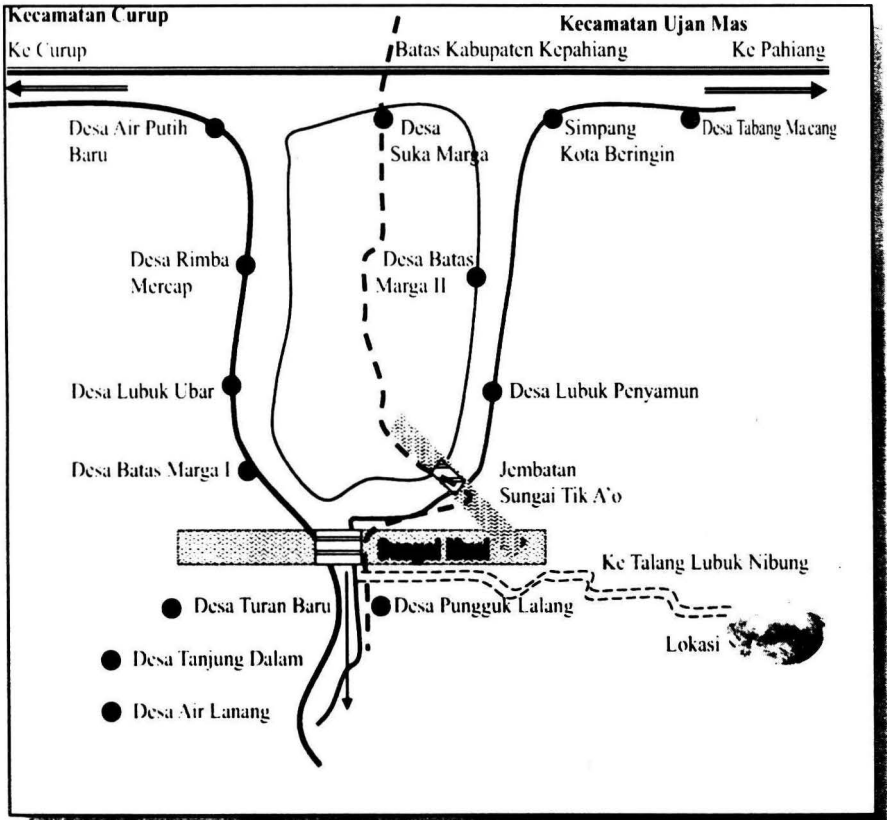 Kecamatan Curup
Kecamatan Ujan Mas
Ke Curup
Batas Kabupaten Kepahiang
Ke Pahiang
Desa Air Putih
Baru
Desa
Suka Marga
Simpang
Kota Beringin
Desa Tabang Macang
Desa Rimba
Mercap
Desa Batas
Marga II
Desa Lubuk Ubar
Desa Lubuk Penyamun
Desa Batas Marga I
Jembatan
Sungai Tik A'o
Sungai Musi
Ke Talang Lubuk Nibung
Desa Turan Baru
Desa Pungguk Lalang
Lokasi
Desa Tanjung Dalam
Desa Air Lanang